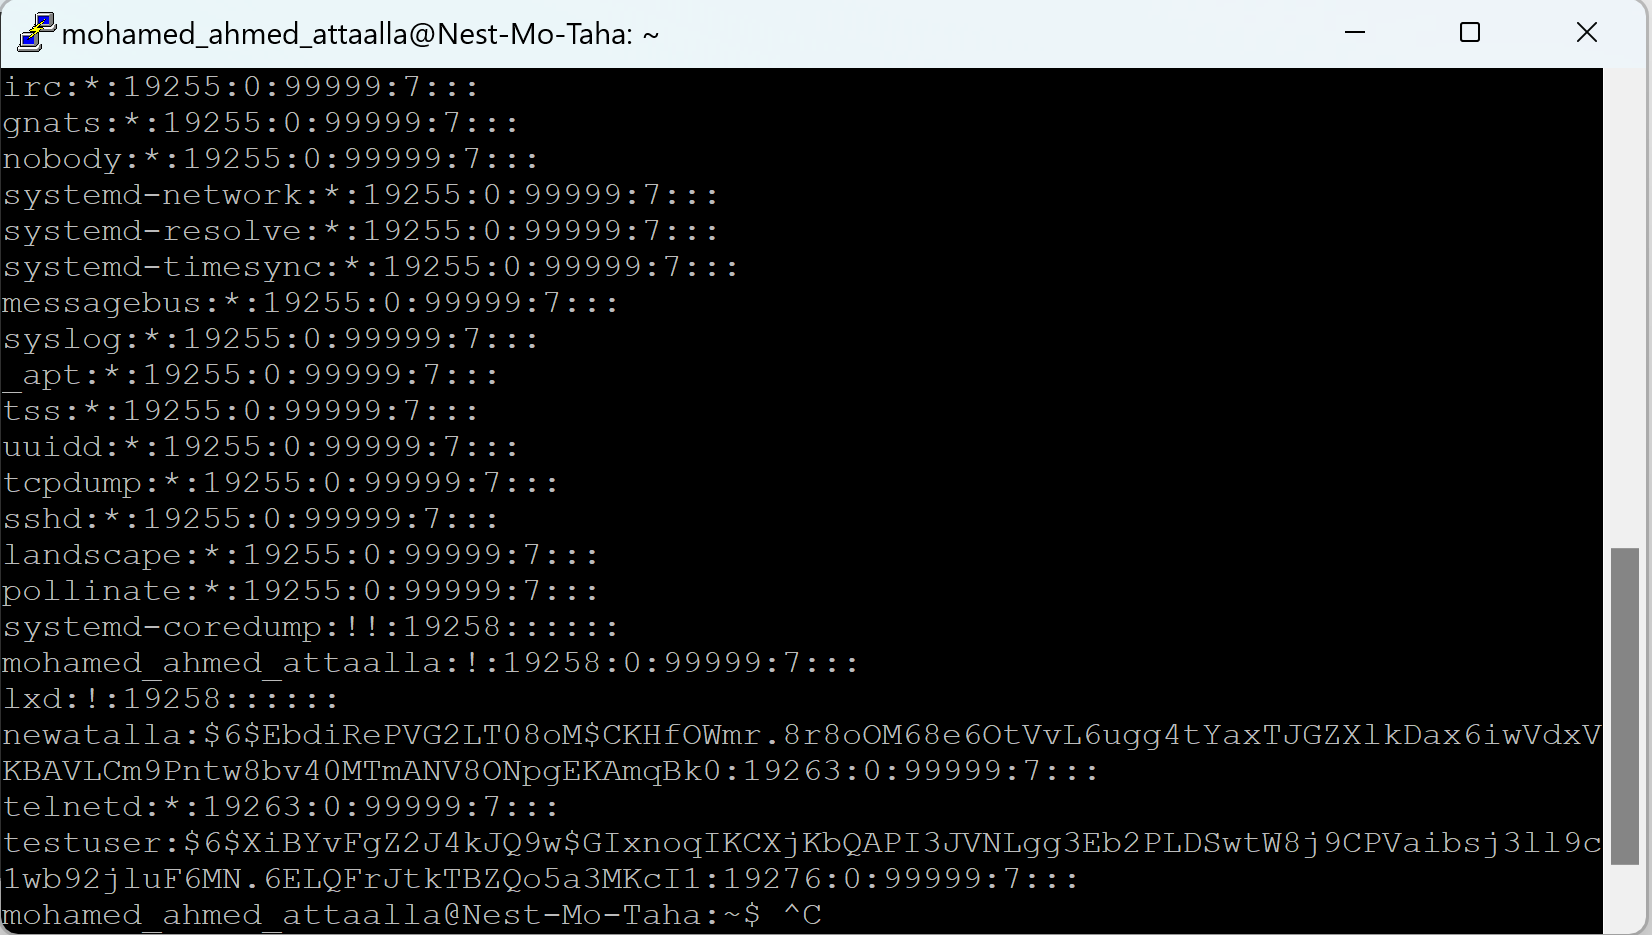 mohamed_ahmed_attaalla@Nest-Mo-Taha: ~
irc:*:19255:0:99999:7:::
gnats:*:19255:0:99999:7:::
nobody:*:19255:0:99999:7:::
systemd-network:*:19255:0:99999:7:::
systemd-resolve:*:19255:0:99999:7:::
systemd-timesync:*:19255:0:99999:7:::
messagebus:*:19255:0:99999:7:::
syslog:*:19255:0:99999:7:::
_apt:*:19255:0:99999:7:::
tss:*:19255:0:99999:7:::
uuidd:*:19255:0:99999:7:::
tcpdump:*:19255:0:99999:7:::
sshd:*:19255:0:99999:7:::
landscape:*:19255:0:99999:7:::
pollinate:*:19255:0:99999:7:::
systemd-coredump:!!:19258::::::
mohamed_ahmed_attaalla:!:19258:0:99999:7:::
lxd:!:19258::::::
newatalla:$6$EbdiRePVG2LT08oM$CKHfOWmr.8r8oOM68e6OtVvL6ugg4tYaxTJGZXlkDax6iwVdxV
KBAVLCm9Pntw8bv40MTmANV8ONpgEKAmqBk0:19263:0:99999:7:::
telnetd:*:19263:0:99999:7:::
testuser:$6$XiBYvFgZ2J4kJQ9w$GIxnoqIKCXjKbQAPI3JVNLgg3Eb2PLDSwtW8j9CPVaibsj3ll9c
1wb92jluF6MN.6ELQFrJtkTBZQo5a3MKcI1:19276:0:99999:7:::
mohamed_ahmed_attaalla@Nest-Mo-Taha:~$ ^C